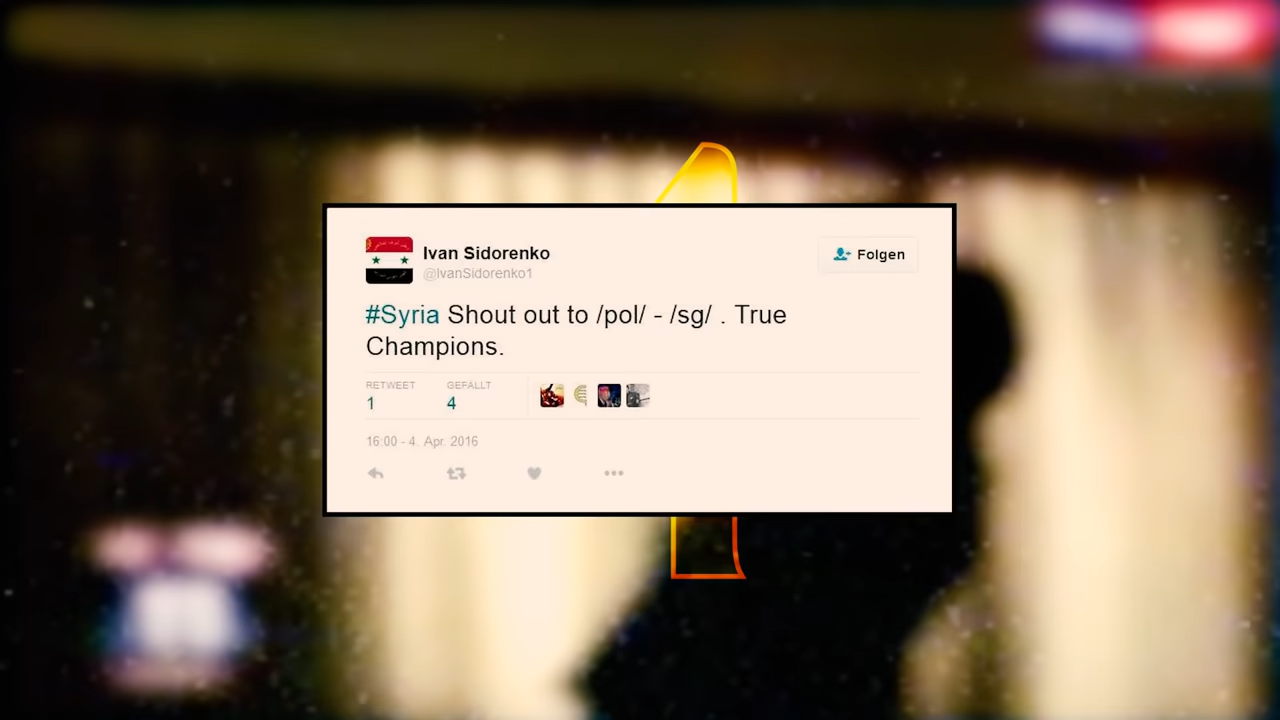 Ivan Sidorenko
@IvanSidorenko1
Folgen
#Syria Shout out to /pol/ - /sg/ . True
Champions.
RETWEET
GEFÄLLT
1
4
16:00 - 4. Apr. 2016